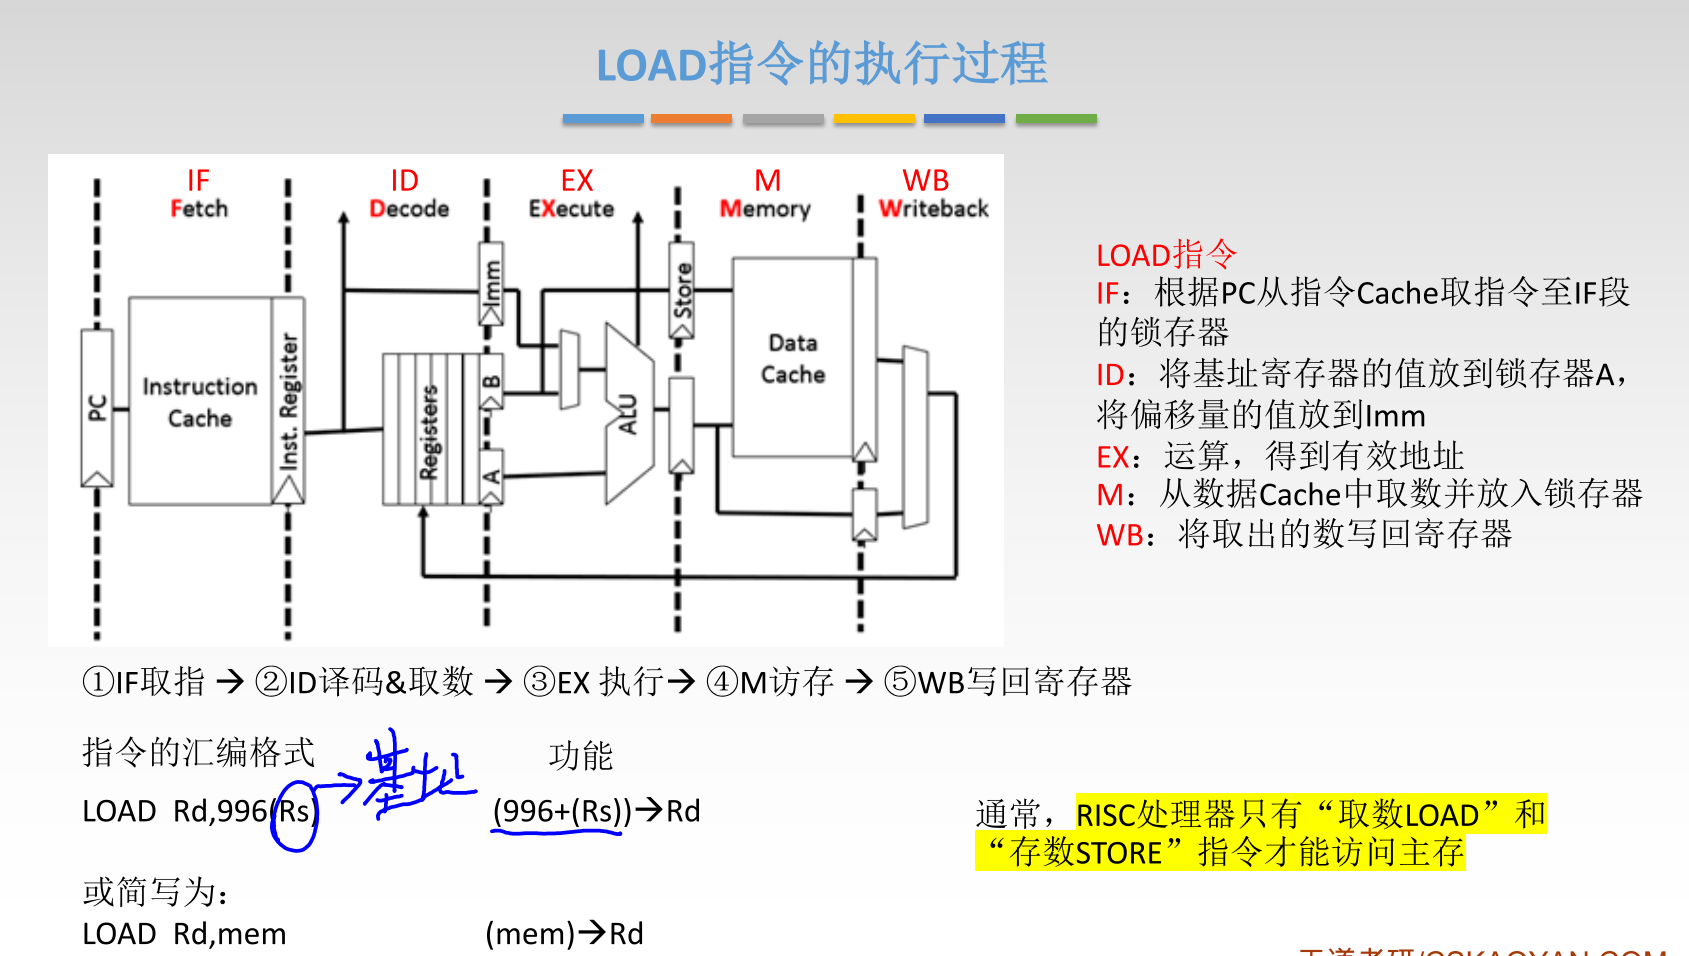 LOAD指令的执行过程
IF
ID
EX
M
WB
Fetch
Decode
EXecute
Memory
Writeback
PC
Instruction
Cache
Inst. Register
Registers
Imm
B
A
ALU
Store
Data
Cache
LOAD指令
IF：根据PC从指令Cache取指令至IF段
的锁存器
ID：将基址寄存器的值放到锁存器A，
将偏移量的值放到Imm
EX：运算，得到有效地址
M：从数据Cache中取数并放入锁存器
WB：将取出的数写回寄存器
①IF取指 → ②ID译码&取数 → ③EX 执行→ ④M访存 → ⑤WB写回寄存器
指令的汇编格式
基址
功能
LOAD Rd,996(Rs)
(996+(Rs))→Rd
或简写为：
LOAD Rd,mem
(mem)→Rd
通常，RISC处理器只有“取数LOAD”和
“存数STORE”指令才能访问主存
王道考研/CSKAOYAN.COM